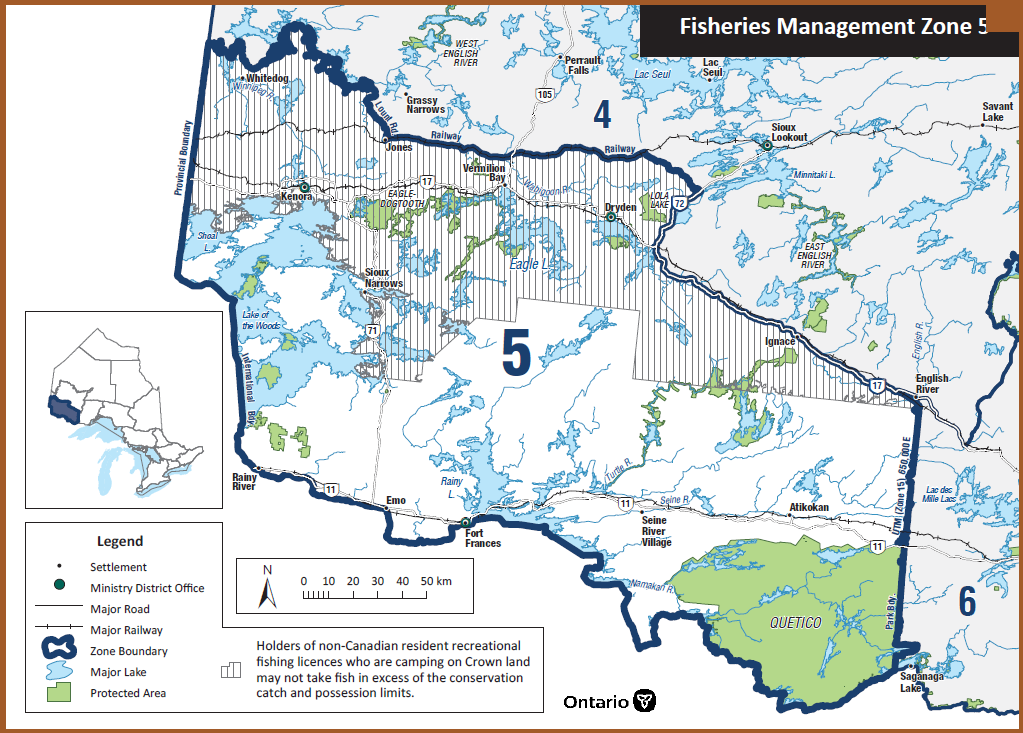 Fisheries Management Zone 5
WEST
ENGLISH
RIVER
Perrault
Falls
Lac Seul
Lac
Seul
Whitedog
Winnipeg R.
105
4
Savant
Lake
Grassy
Narrows
Lount Rd.
Railway
Jones
Railway
Sioux
Lookout
Provincial Boundary
Vermilion
Bay
Minnitaki L.
17
Wabigoon R.
Kenora
EAGLE-
DOGTOOTH
Dryden
LOLA
LAKE
72
Shoal
L.
Eagle L.
EAST
ENGLISH
RIVER
Sioux
Narrows
Lake of
the Woods
71
5
Ignace
English R.
International Bdy.
17
English
River
Rainy
River
11
Emo
Rainy
L.
Fort
Frances
Turtle R.
11
Seine R.
Seine
River
Village
Atikokan
UTM (Zone 15) 650,000E
Lac des
Mille Lacs
11
Namakan R.
QUETICO
Park Bdy.
6
Saganaga
Lake
Legend
Settlement
Ministry District Office
Major Road
Major Railway
Zone Boundary
Major Lake
Protected Area
N
0 10 20 30 40 50 km
Holders of non-Canadian resident recreational
fishing licences who are camping on Crown land
may not take fish in excess of the conservation
catch and possession limits.
Ontario